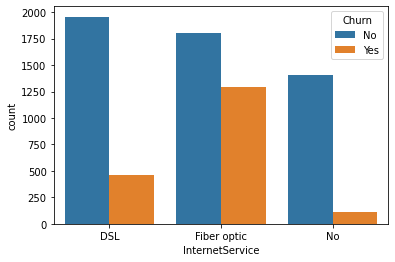 2000
1750
1500
1250
1000
750
500
250
0
count
Churn
No
Yes
DSL
Fiber optic
No
InternetService